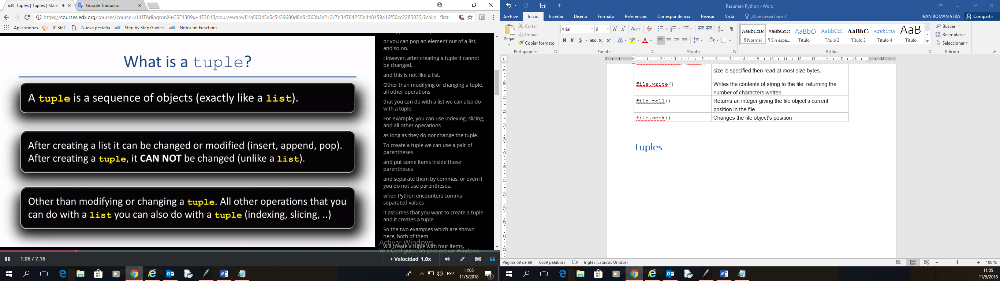 Tuples | Tuples | Mate
Google Traductor
https://courses.edx.org/courses/course-v1:UTArlingtonX+CSE1309x+1T2018/courseware/81a50045a5c5439680d8d9c363b2a212/7b34764255b448459a16f50cc2285035/?child=first
Aplicaciones
IP 360°
Nueva pestaña
Step by Step Guideli
Notes on Functions
What is a tuple?
A tuple is a sequence of objects (exactly like a list).
After creating a list it can be changed or modified (insert, append, pop).
After creating a tuple, it CAN NOT be changed (unlike a list).
Other than modifying or changing a tuple. All other operations that you
can do with a list you can also do with a tuple (indexing, slicing, ..)
or you can pop an element out of a list,
and so on.
However, after creating a tuple it cannot
be changed,
and this is not like a list.
Other than modifying or changing a tuple,
all other operations
that you can do with a list we can also do
with a tuple.
For example, you can use indexing, slicing,
and all other operations
as long as they do not change the tuple.
To create a tuple we can use a pair of
parentheses
and put some items inside those
parentheses
and separate them by commas, or even if
you do not use parentheses,
when Python encounters comma
separated values
it assumes that you want to create a tuple
and it creates a tuple.
So the two examples which are shown
here, both of them
will create a tuple with four items.
Activar Windows
Ve a Configuración para activar Windows.
1:06 / 7:16
Velocidad 1.0x
ESP
11:05
11/5/2018
1
Resumen Python - Word
Archivo
Inicio
Insertar
Diseño
Formato
Referencias
Correspondencia
Revisar
Vista
¿Qué desea hacer?
IVAN ROMAN VERA
Compartir
Pegar
Cortar
Copiar
Copiar formato
Portapapeles
Arial
9
N K S abc x₂ x²
Fuente
Párrafo
AaBbCcDc
¶ Normal
AaBbCcDc
¶ Sin espa...
AaBbC(
Título 1
AaBbCcE
Título 2
AaBbC
Título 3
AaBbCcDc
Título 4
AaB
Título
Estilos
Buscar
Reemplazar
Seleccionar
Edición
size is specified then read at most size bytes.
file.write()
Writes the contents of string to the file, returning the
number of characters written.
file.tell()
Returns an integer giving the file object's current
position in the file
file.seek()
Changes the file object's position
Tuples
Página 69 de 69
6659 palabras
Inglés (Estados Unidos)
100 %
11:05
11/5/2018